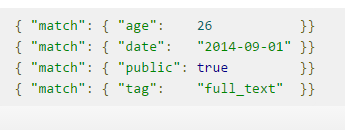 { "match": { "age":    26           }}
{ "match": { "date":   "2014-09-01" }}
{ "match": { "public": true         }}
{ "match": { "tag":    "full_text"  }}